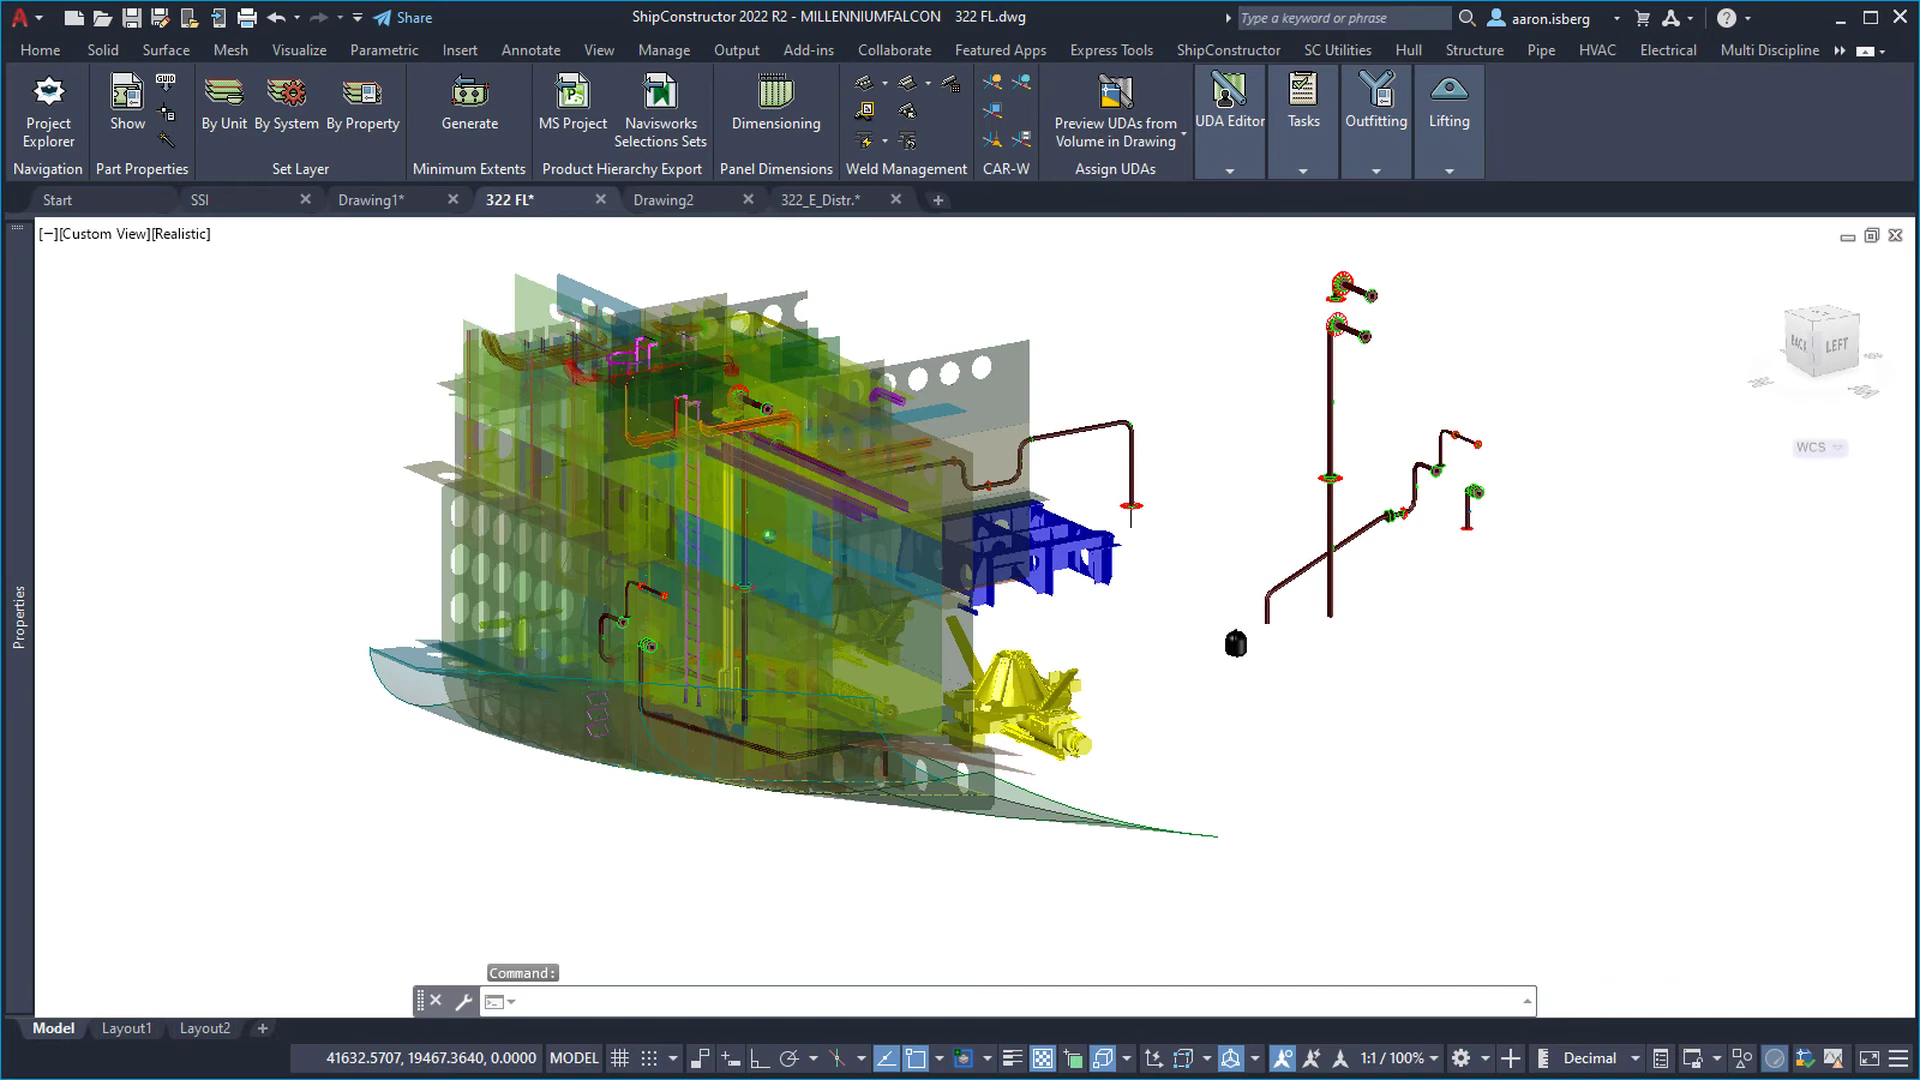 Share
ShipConstructor 2022 R2 - MILLENNIUMFALCON 322 FL.dwg
Type a keyword or phrase
aaron.isberg
Home Solid Surface Mesh Visualize Parametric Insert Annotate View Manage Output Add-ins Collaborate Featured Apps Express Tools ShipConstructor SC Utilities Hull Structure Pipe HVAC Electrical Multi Discipline
GUID
Project Explorer
Show
By Unit By System By Property
Generate
MS Project
Navisworks Selections Sets
Dimensioning
Preview UDAs from Volume in Drawing
UDA Editor
Tasks
Outfitting
Lifting
Navigation Part Properties Set Layer Minimum Extents Product Hierarchy Export Panel Dimensions Weld Management CAR-W Assign UDAs
Start SSI Drawing1* 322 FL* Drawing2 322_E_Distr.*
[−][Custom View][Realistic]
BACK LEFT
WCS
Properties
Command:
Model Layout1 Layout2
41632.5707, 19467.3640, 0.0000 MODEL 1:1 / 100% Decimal